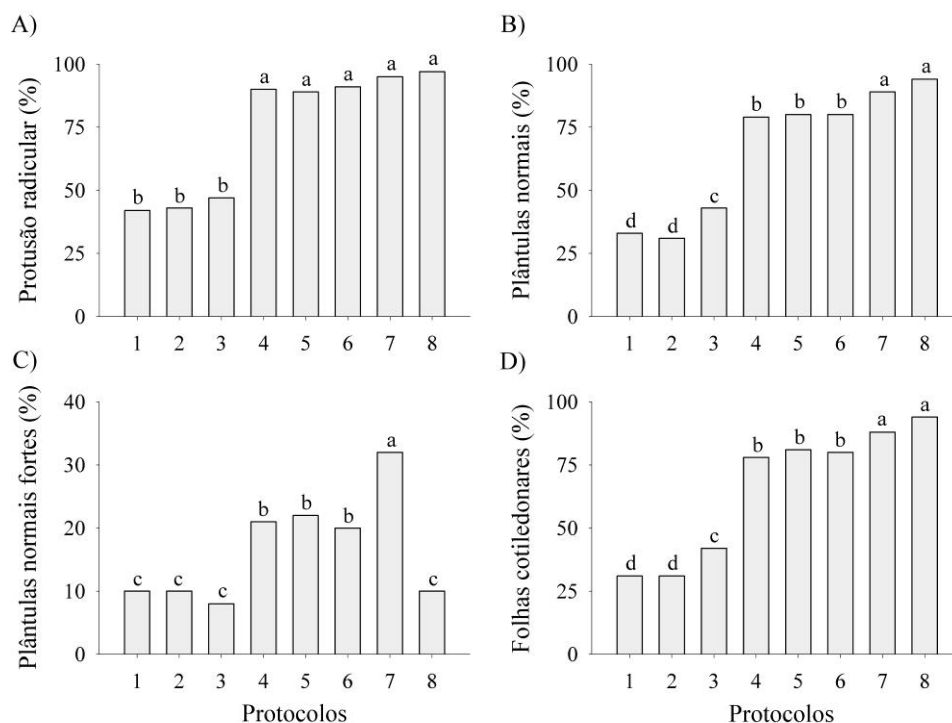 A)
Protusão radicular (%)
100
75
50
25
0
b b b a a a a a
1 2 3 4 5 6 7 8
B)
Plântulas normais (%)
100
75
50
25
0
d d c b b b a a
1 2 3 4 5 6 7 8
C)
Plântulas normais fortes (%)
40
30
20
10
0
c c c b b b a c
1 2 3 4 5 6 7 8
Protocolos
D)
Folhas cotiledonares (%)
100
75
50
25
0
d d c b b b a a
1 2 3 4 5 6 7 8
Protocolos